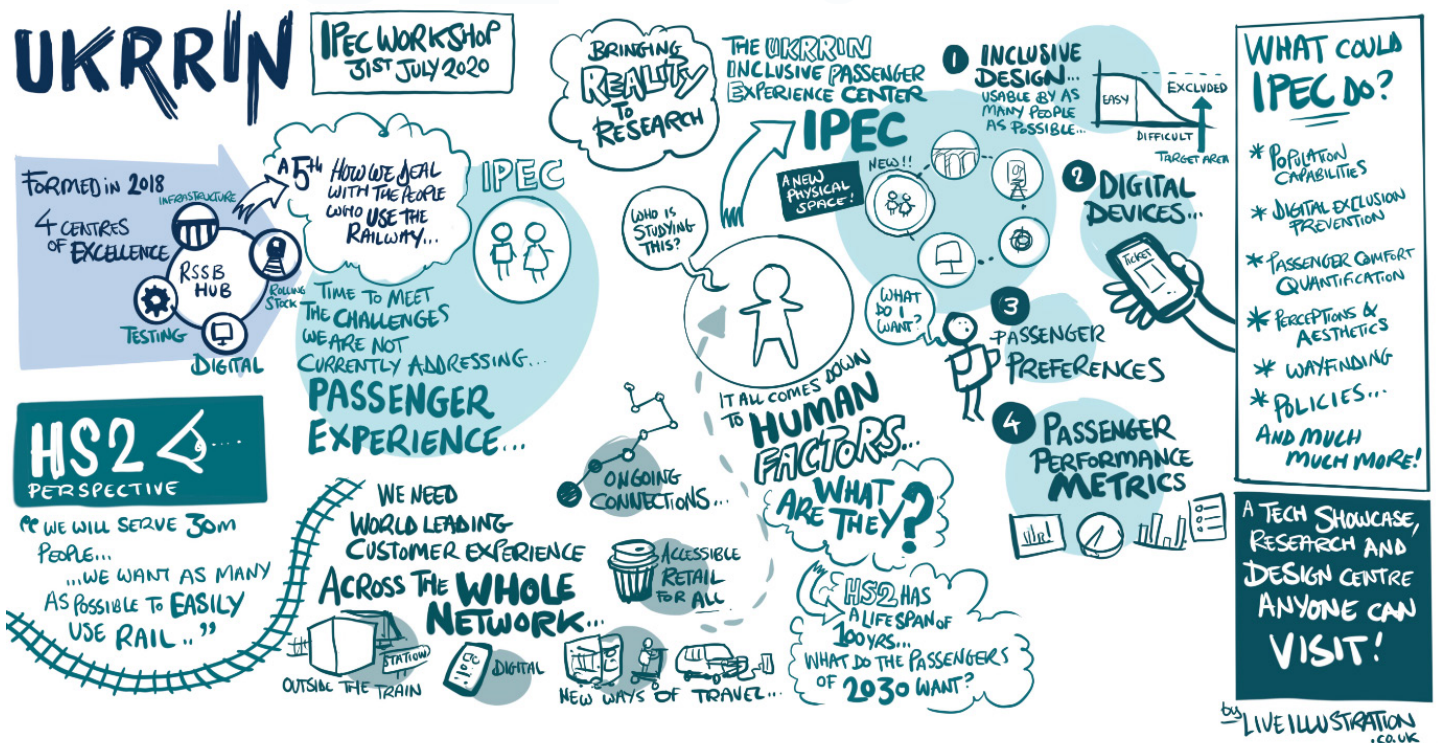 UKRRIN
IPEC WORKSHOP
31ST JULY 2020
FORMED IN 2018
4 CENTRES
OF EXCELLENCE
INFRASTRUCTURE
RSSB
HUB
ROLLING
STOCK
TESTING
DIGITAL
A 5TH
HOW WE DEAL
WITH THE PEOPLE
WHO USE THE
RAILWAY...
IPEC
TIME TO MEET
THE CHALLENGES
WE ARE NOT
CURRENTLY ADDRESSING...
PASSENGER
EXPERIENCE...
HS2
PERSPECTIVE
"WE WILL SERVE 30M
PEOPLE...
...WE WANT AS MANY
AS POSSIBLE TO EASILY
USE RAIL.."
WE NEED
WORLD LEADING
CUSTOMER EXPERIENCE
ACROSS THE WHOLE
NETWORK...
STATION
OUTSIDE THE TRAIN
DIGITAL
NEW WAYS OF TRAVEL...
ONGOING
CONNECTIONS...
ACCESSIBLE
RETAIL
FOR ALL
BRINGING
REALITY
TO
RESEARCH
WHO IS
STUDYING
THIS?
IT ALL COMES DOWN
TO HUMAN
FACTORS...
WHAT
ARE THEY?
HS2 HAS
A LIFESPAN OF
100YRS...
WHAT DO THE PASSENGERS
OF 2030 WANT?
THE UKRRIN
INCLUSIVE PASSENGER
EXPERIENCE CENTER
IPEC
A NEW
PHYSICAL
SPACE!
NEW!!
1 INCLUSIVE
DESIGN...
USABLE BY AS
MANY PEOPLE
AS POSSIBLE...
EASY
EXCLUDED
DIFFICULT
TARGET AREA
2 DIGITAL
DEVICES...
TICKET
WHAT
DO I
WANT?
3
PASSENGER
PREFERENCES
4 PASSENGER
PERFORMANCE
METRICS
WHAT COULD
IPEC DO?
* POPULATION
CAPABILITIES
* DIGITAL EXCLUSION
PREVENTION
* PASSENGER COMFORT
QUANTIFICATION
* PERCEPTIONS &
AESTHETICS
* WAYFINDING
* POLICIES...
AND MUCH
MUCH MORE!
A TECH SHOWCASE,
RESEARCH AND
DESIGN CENTRE
ANYONE CAN
VISIT!
by LIVEILLUSTRATION
.CO.UK